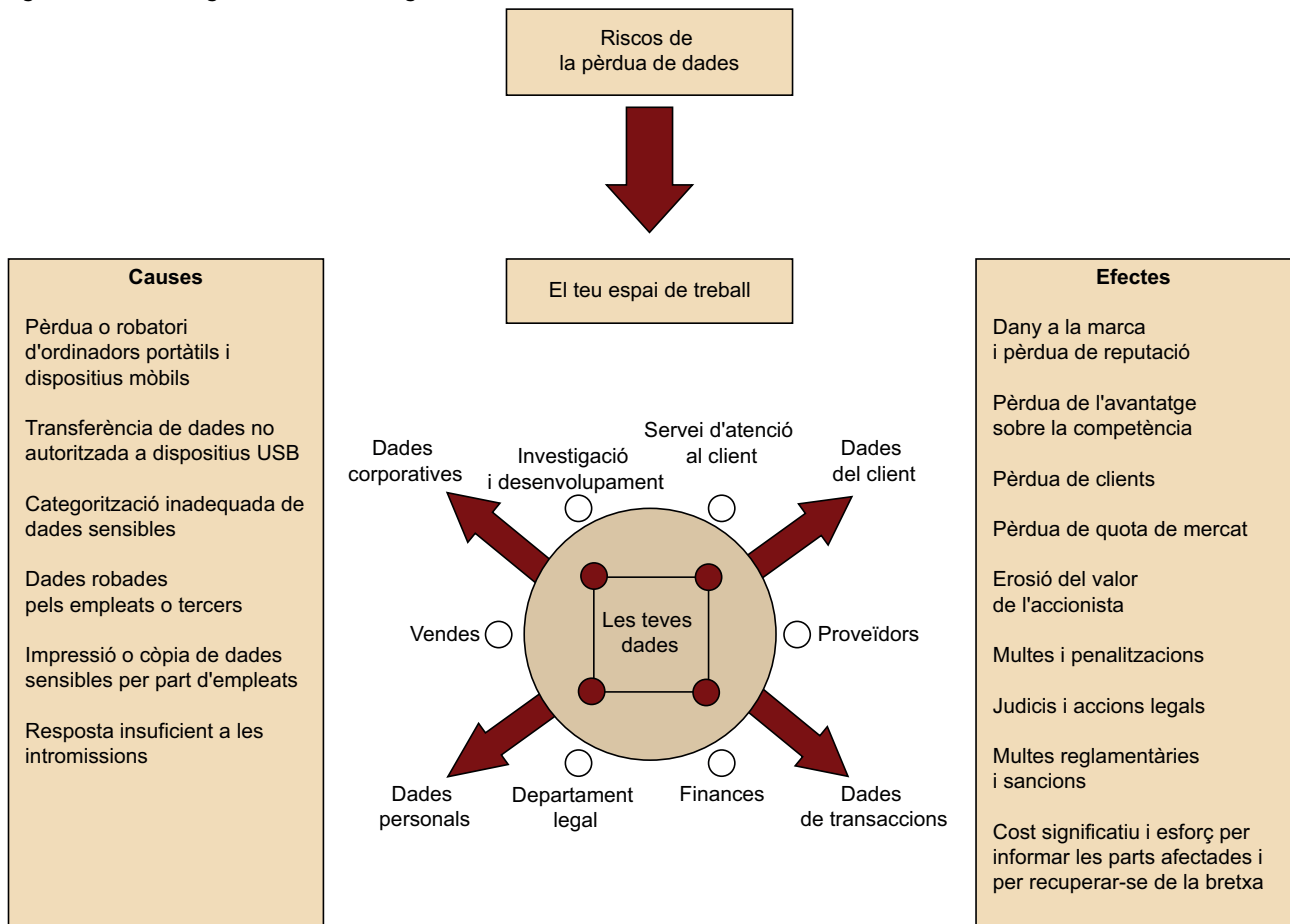 Riscos de
la pèrdua de dades
El teu espai de treball
Causes
Pèrdua o robatori
d'ordinadors portàtils i
dispositius mòbils
Transferència de dades no
autoritzada a dispositius USB
Categorització inadequada de
dades sensibles
Dades robades
pels empleats o tercers
Impressió o còpia de dades
sensibles per part d'empleats
Resposta insuficient a les
intromissions
Dades
corporatives
Investigació
i desenvolupament
Servei d'atenció
al client
Dades
del client
Vendes
Les teves
dades
Proveïdors
Dades
personals
Departament
legal
Finances
Dades
de transaccions
Efectes
Dany a la marca
i pèrdua de reputació
Pèrdua de l'avantatge
sobre la competència
Pèrdua de clients
Pèrdua de quota de mercat
Erosió del valor
de l'accionista
Multes i penalitzacions
Judicis i accions legals
Multes reglamentàries
i sancions
Cost significatiu i esforç per
informar les parts afectades i
per recuperar-se de la bretxa